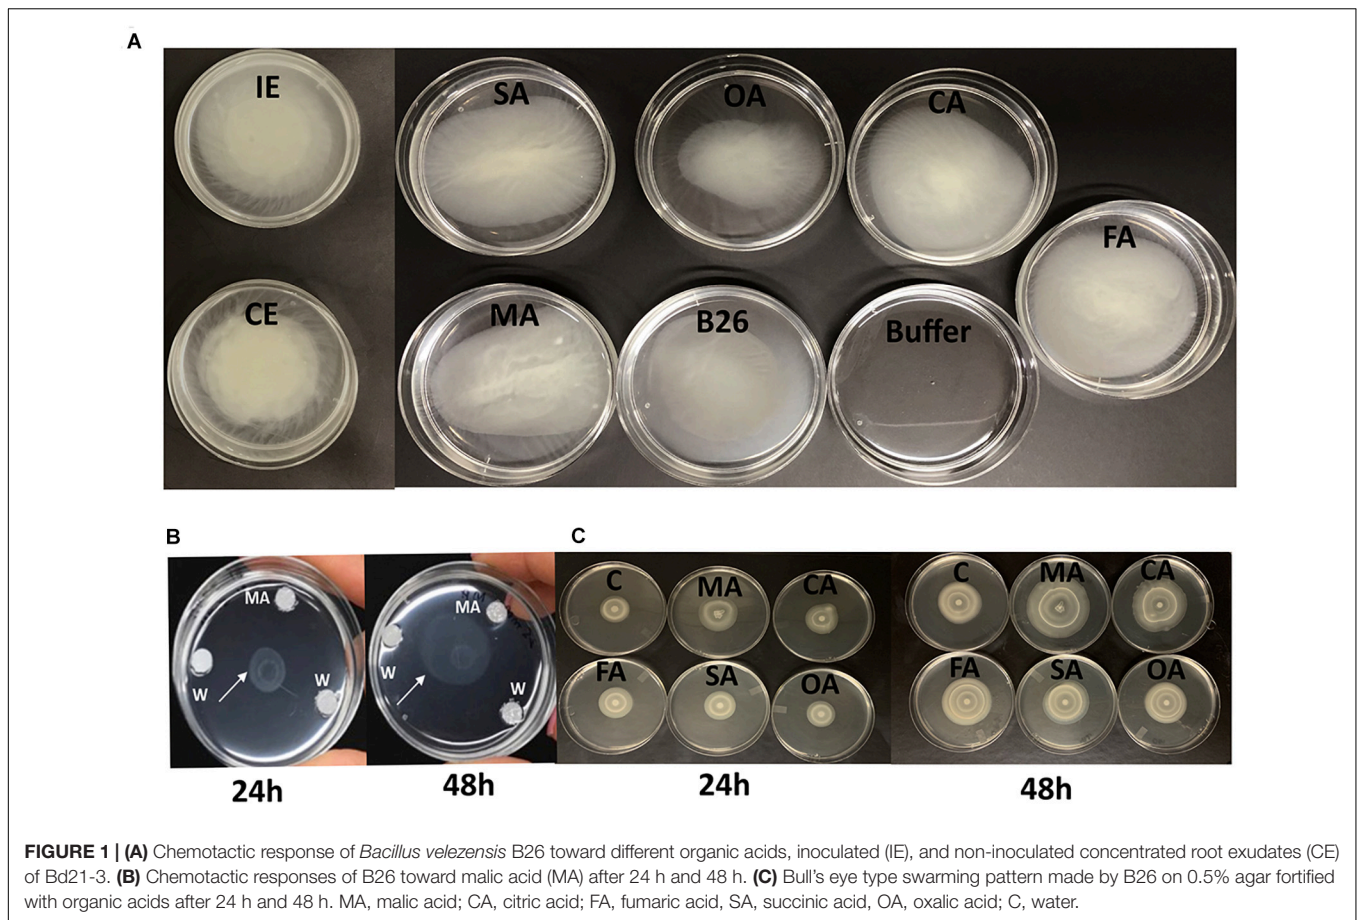 A
IE
SA
OA
CA
FA
CE
MA
B26
Buffer
B
C
MA
W
W
24h
MA
W
W
48h
C
MA
CA
FA
SA
OA
24h
C
MA
CA
FA
SA
OA
48h
FIGURE 1 | (A) Chemotactic response of Bacillus velezensis B26 toward different organic acids, inoculated (IE), and non-inoculated concentrated root exudates (CE)
of Bd21-3. (B) Chemotactic responses of B26 toward malic acid (MA) after 24 h and 48 h. (C) Bull's eye type swarming pattern made by B26 on 0.5% agar fortified
with organic acids after 24 h and 48 h. MA, malic acid; CA, citric acid; FA, fumaric acid, SA, succinic acid, OA, oxalic acid; C, water.